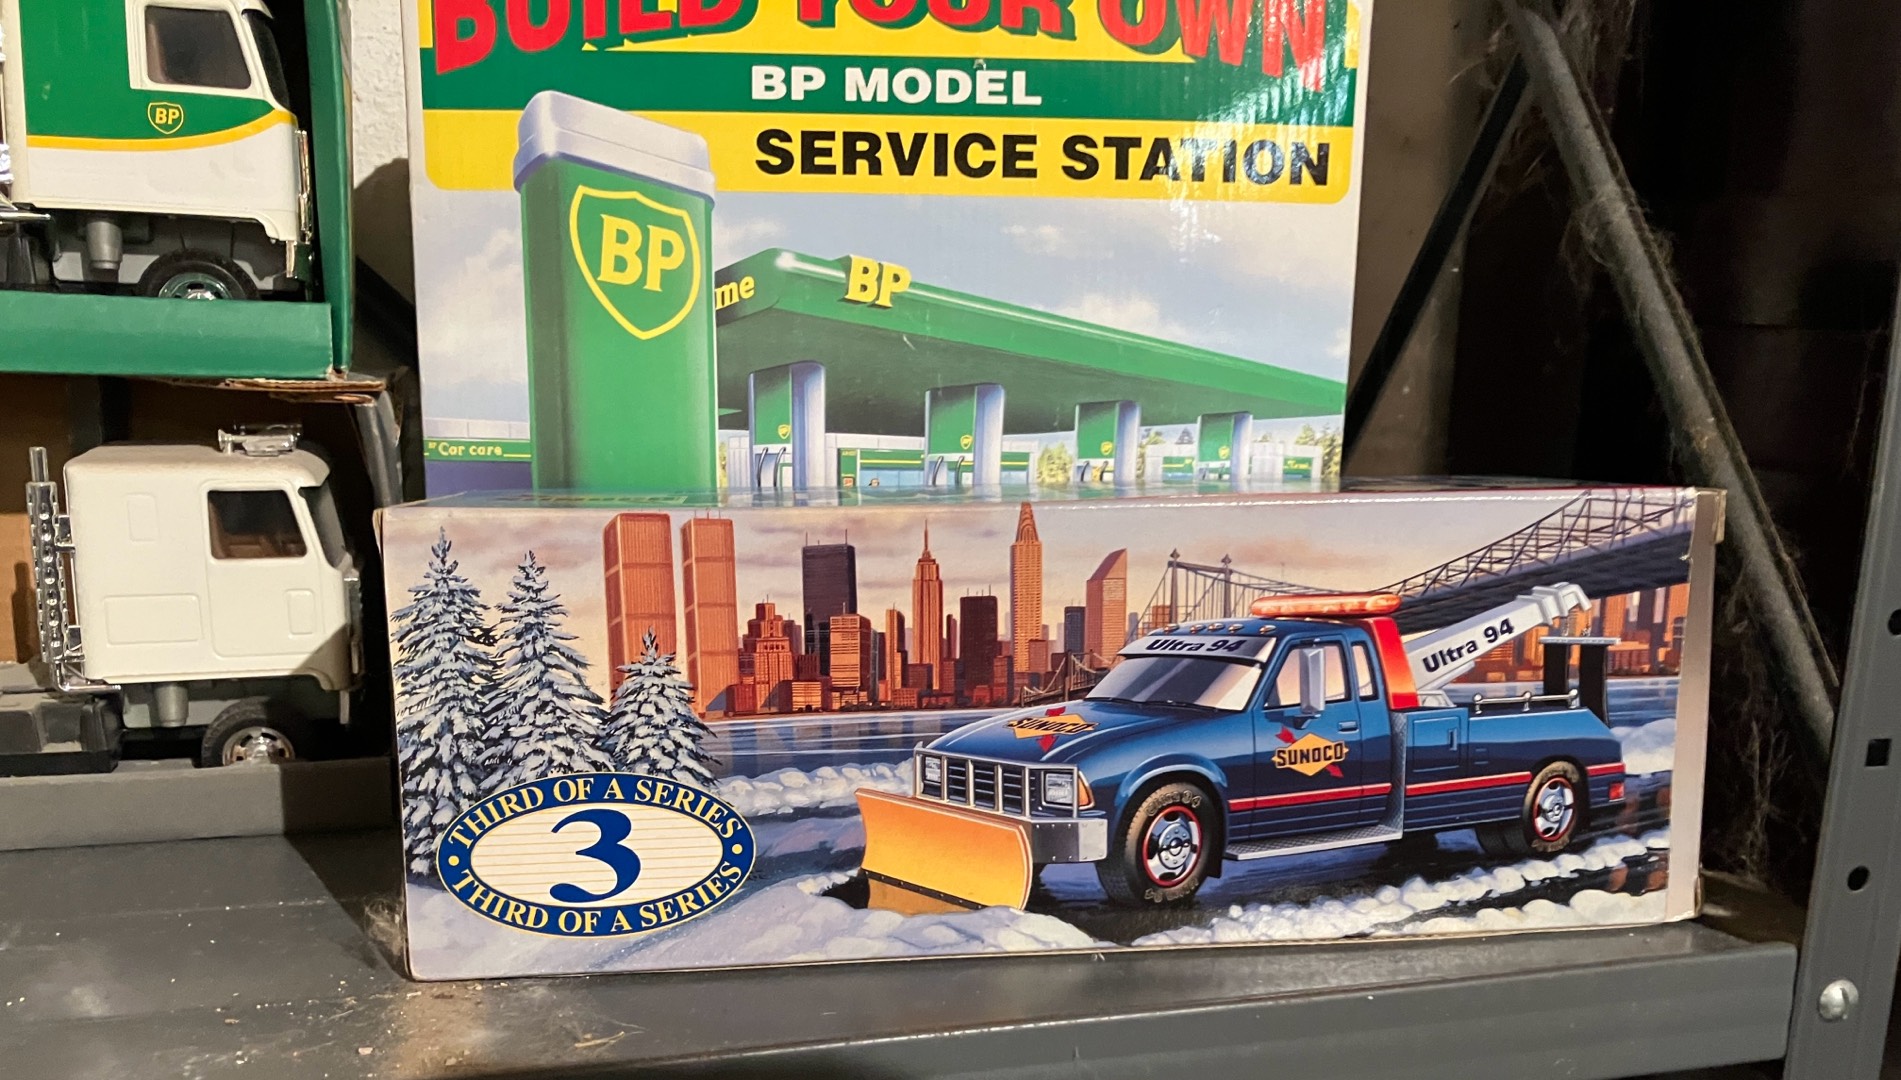 BUILD YOUR OWN
BP MODEL
SERVICE STATION
BP
BP
me
BP
Car care
Ultra 94
Ultra 94
SUNOCO
SUNOCO
THIRD OF A SERIES
3
THIRD OF A SERIES